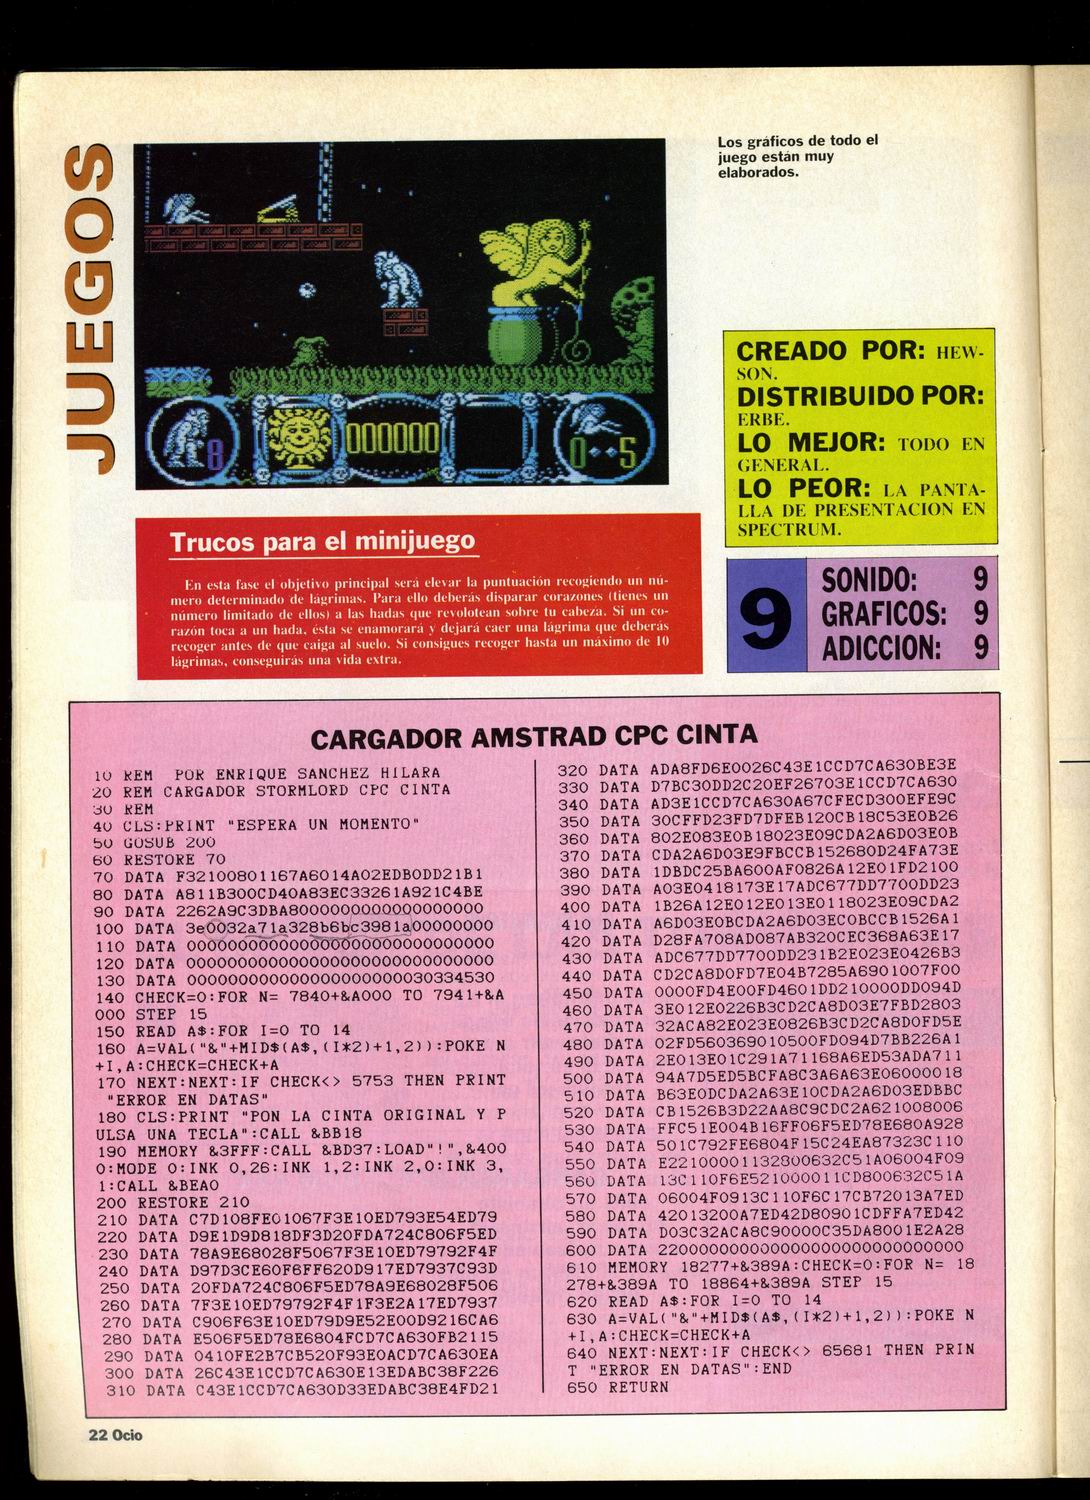 JUEGOS
Los gráficos de todo el
juego están muy
elaborados.
8
000000
0••5
CREADO POR: HEW-
SON.
DISTRIBUIDO POR:
ERBE.
LO MEJOR: TODO EN
GENERAL.
LO PEOR: LA PANTA-
LLA DE PRESENTACION EN
SPECTRUM.
Trucos para el minijuego
En esta fase el objetivo principal será elevar la puntuación recogiendo un nú-
mero determinado de lágrimas. Para ello deberás disparar corazones (tienes un
número limitado de ellos) a las hadas que revolotean sobre tu cabeza. Si un co-
razón toca a un hada, ésta se enamorará y dejará caer una lágrima que deberás
recoger antes de que caiga al suelo. Si consigues recoger hasta un máximo de 10
lágrimas, conseguirás una vida extra.
9
SONIDO: 9
GRAFICOS: 9
ADICCION: 9
CARGADOR AMSTRAD CPC CINTA
10 REM  POR ENRIQUE SANCHEZ HILARA
20 REM CARGADOR STORMLORD CPC CINTA
30 REM
40 CLS:PRINT "ESPERA UN MOMENTO"
50 GOSUB 200
60 RESTORE 70
70 DATA F32100801167A6014A02EDB0DD21B1
80 DATA A811B300CD40A83EC33261A921C4BE
90 DATA 2262A9C3DBA8000000000000000000
100 DATA 3e0032a71a328b6bc3981a00000000
110 DATA 000000000000000000000000000000
120 DATA 000000000000000000000000000000
130 DATA 000000000000000000000030334530
140 CHECK=0:FOR N= 7840+&A000 TO 7941+&A
000 STEP 15
150 READ A$:FOR I=0 TO 14
160 A=VAL("&"+MID$(A$,(I*2)+1,2)):POKE N
+I,A:CHECK=CHECK+A
170 NEXT:NEXT:IF CHECK<> 5753 THEN PRINT
"ERROR EN DATAS"
180 CLS:PRINT "PON LA CINTA ORIGINAL Y P
ULSA UNA TECLA":CALL &BB18
190 MEMORY &3FFF:CALL &BD37:LOAD"!",&400
0:MODE 0:INK 0,26:INK 1,2:INK 2,0:INK 3,
1:CALL &BEA0
200 RESTORE 210
210 DATA C7D108FE01067F3E10ED793E54ED79
220 DATA D9E1D9D818DF3D20FDA724C806F5ED
230 DATA 78A9E68028F5067F3E10ED79792F4F
240 DATA D97D3CE60F6FF620D917ED7937C93D
250 DATA 20FDA724C806F5ED78A9E68028F506
260 DATA 7F3E10ED79792F4F1F3E2A17ED7937
270 DATA C906F63E10ED79D9E52E00D9216CA6
280 DATA E506F5ED78E6804FCD7CA630FB2115
290 DATA 0410FE2B7CB520F93E0ACD7CA630EA
300 DATA 26C43E1CCD7CA630E13EDABC38F226
310 DATA C43E1CCD7CA630D33EDABC38E4FD21
320 DATA ADA8FD6E0026C43E1CCD7CA630BE3E
330 DATA D7BC30DD2C20EF26703E1CCD7CA630
340 DATA AD3E1CCD7CA630A67CFECD300EFE9C
350 DATA 30CFFD23FD7DFEB120CB18C53E0B26
360 DATA 802E083E0B18023E09CDA2A6D03E0B
370 DATA CDA2A6D03E9FBCCB152680D24FA73E
380 DATA 1DBDC25BA600AF0826A12E01FD2100
390 DATA A03E0418173E17ADC677DD7700DD23
400 DATA 1B26A12E012E013E0118023E09CDA2
410 DATA A6D03E0BCDA2A6D03EC0BCCB1526A1
420 DATA D28FA708AD087AB320CEC368A63E17
430 DATA ADC677DD7700DD231B2E023E0426B3
440 DATA CD2CA8D0FD7E04B7285A6901007F00
450 DATA 0000FD4E00FD4601DD210000DD094D
460 DATA 3E012E0226B3CD2CA8D03E7FBD2803
470 DATA 32ACA82E023E0826B3CD2CA8D0FD5E
480 DATA 02FD560369010500FD094D7BB226A1
490 DATA 2E013E01C291A71168A6ED53ADA711
500 DATA 94A7D5ED5BCFA8C3A6A63E06000018
510 DATA B63E0DCDA2A63E10CDA2A6D03EDBBC
520 DATA CB1526B3D22AA8C9CDC2A621008006
530 DATA FFC51E004B16FF06F5ED78E680A928
540 DATA 501C792FE6804F15C24EA87323C110
550 DATA E22100001132800632C51A06004F09
560 DATA 13C110F6E521000011CD800632C51A
570 DATA 06004F0913C110F6C17CB72013A7ED
580 DATA 42013200A7ED42D80901CDFFA7ED42
590 DATA D03C32ACA8C90000C35DA8001E2A28
600 DATA 220000000000000000000000000000
610 MEMORY 18277+&389A:CHECK=0:FOR N= 18
278+&389A TO 18864+&389A STEP 15
620 READ A$:FOR I=0 TO 14
630 A=VAL("&"+MID$(A$,(I*2)+1,2)):POKE N
+I,A:CHECK=CHECK+A
640 NEXT:NEXT:IF CHECK<> 65681 THEN PRIN
T "ERROR EN DATAS":END
650 RETURN
22 Ocio